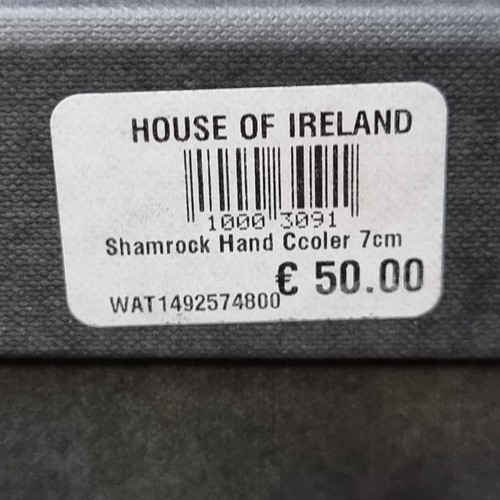 HOUSE OF IRELAND
1000 3091
Shamrock Hand Ccoler 7cm
€ 50.00
WAT1492574800